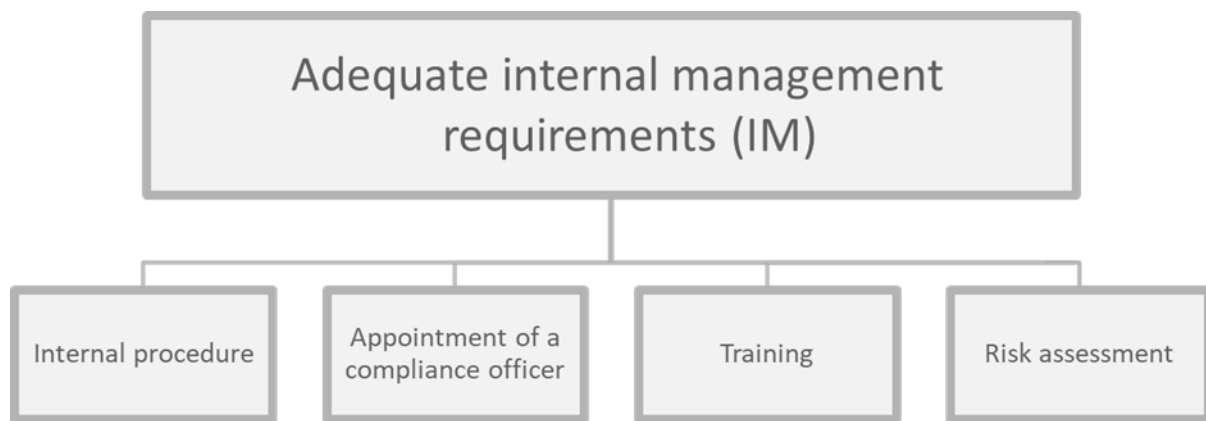 Adequate internal management
requirements (IM)
Internal procedure
Appointment of a
compliance officer
Training
Risk assessment